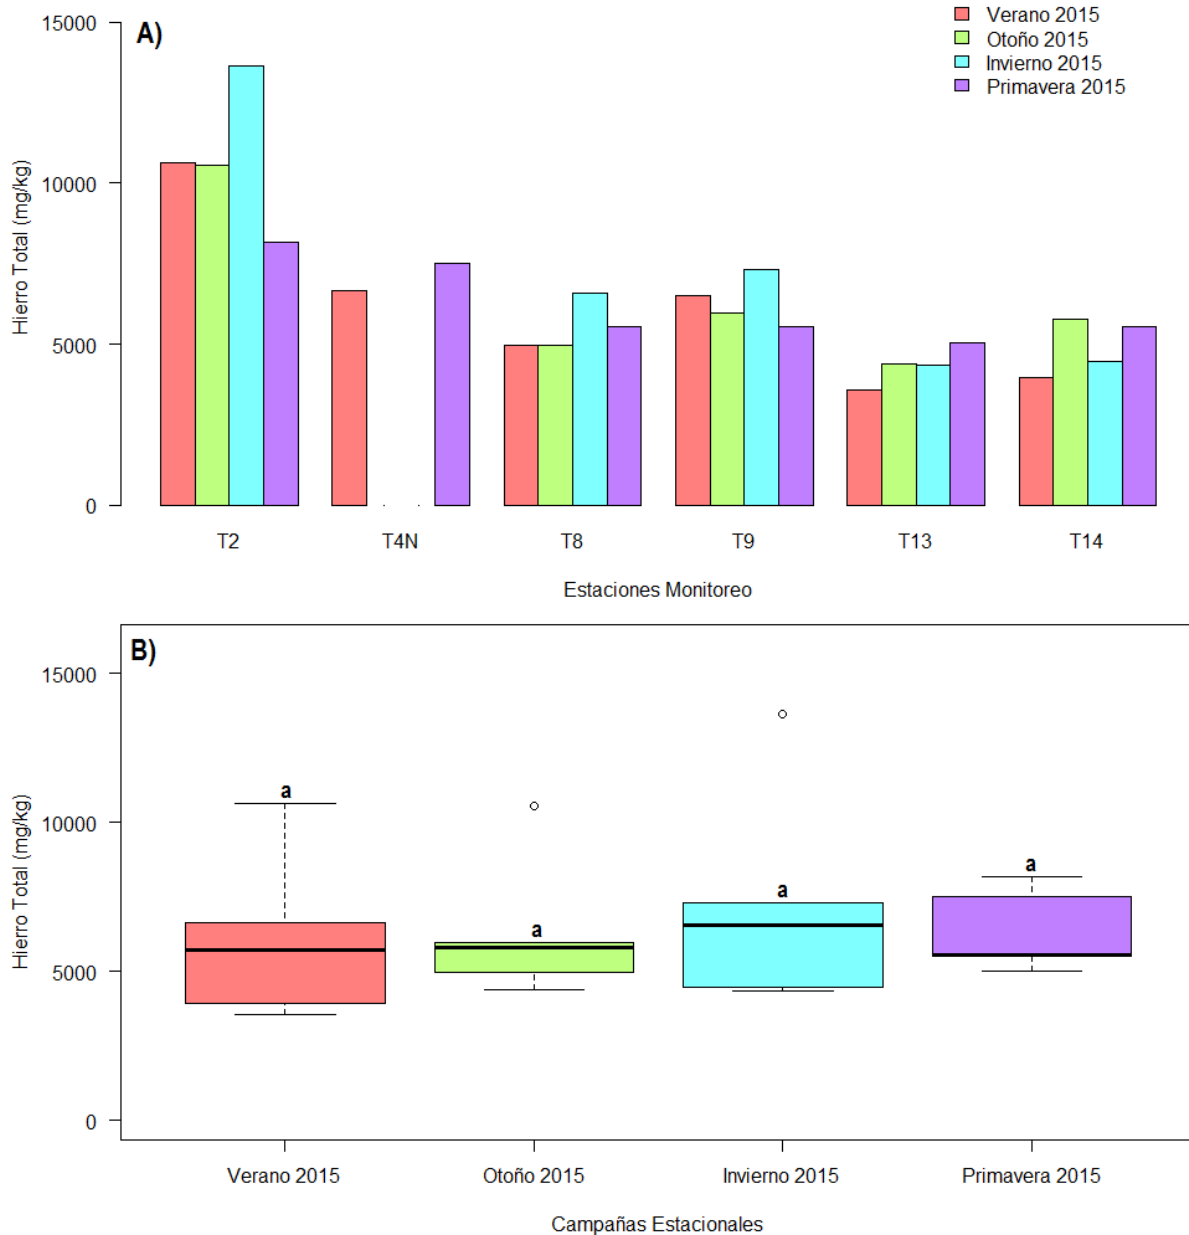 A)
Verano 2015
Otoño 2015
Invierno 2015
Primavera 2015
Hierro Total (mg/kg)
15000
10000
5000
0
T2 T4N T8 T9 T13 T14
Estaciones Monitoreo
B)
Hierro Total (mg/kg)
15000
10000
5000
0
a a a a
Verano 2015 Otoño 2015 Invierno 2015 Primavera 2015
Campañas Estacionales